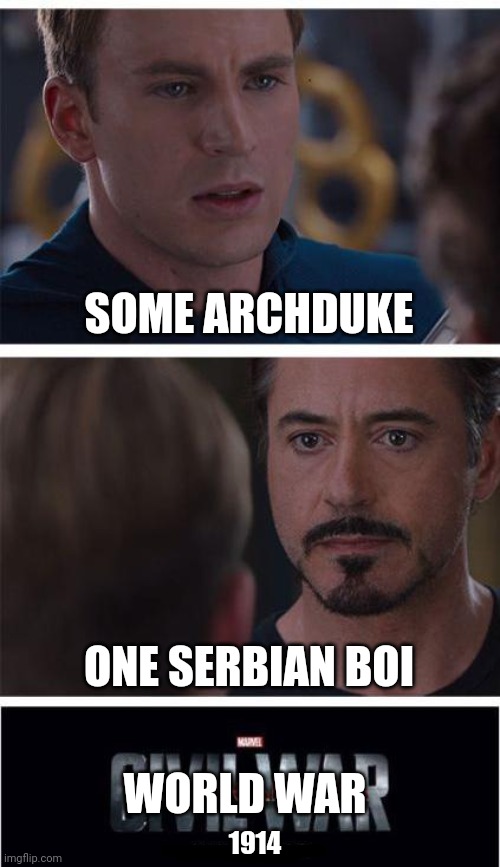 SOME ARCHDUKE
ONE SERBIAN BOI
MARVEL
CIVIL WAR
WORLD WAR
1914
imgflip.com